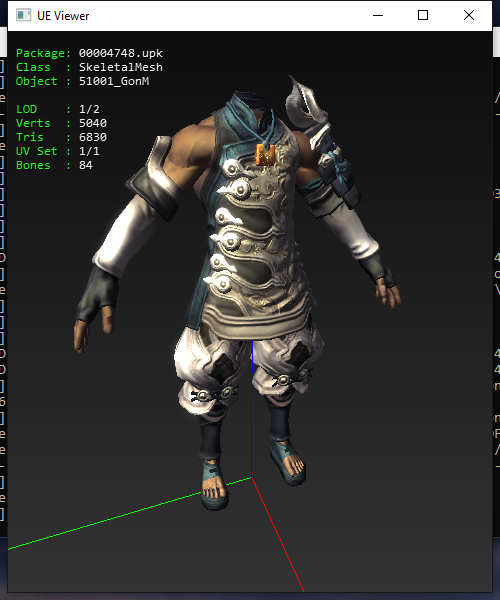 UE Viewer
Package: 00004748.upk
Class : SkeletalMesh
Object : 51001_GonM
LOD : 1/2
Verts : 5040
Tris : 6830
UV Set : 1/1
Bones : 84